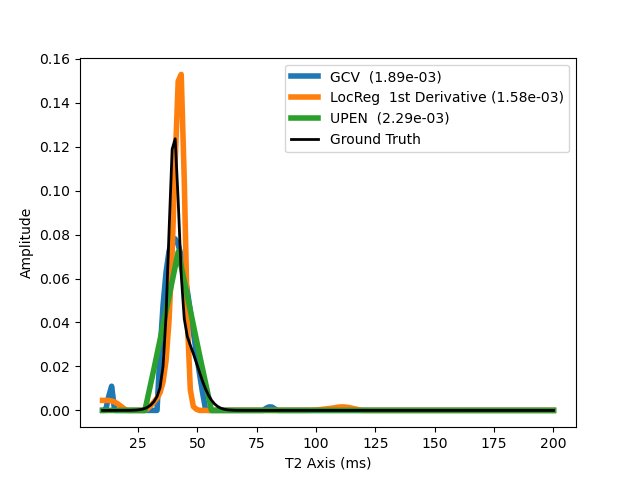 GCV  (1.89e-03)
LocReg  1st Derivative (1.58e-03)
UPEN  (2.29e-03)
Ground Truth
0.16
0.14
0.12
0.10
0.08
0.06
0.04
0.02
0.00
Amplitude
25
50
75
100
125
150
175
200
T2 Axis (ms)